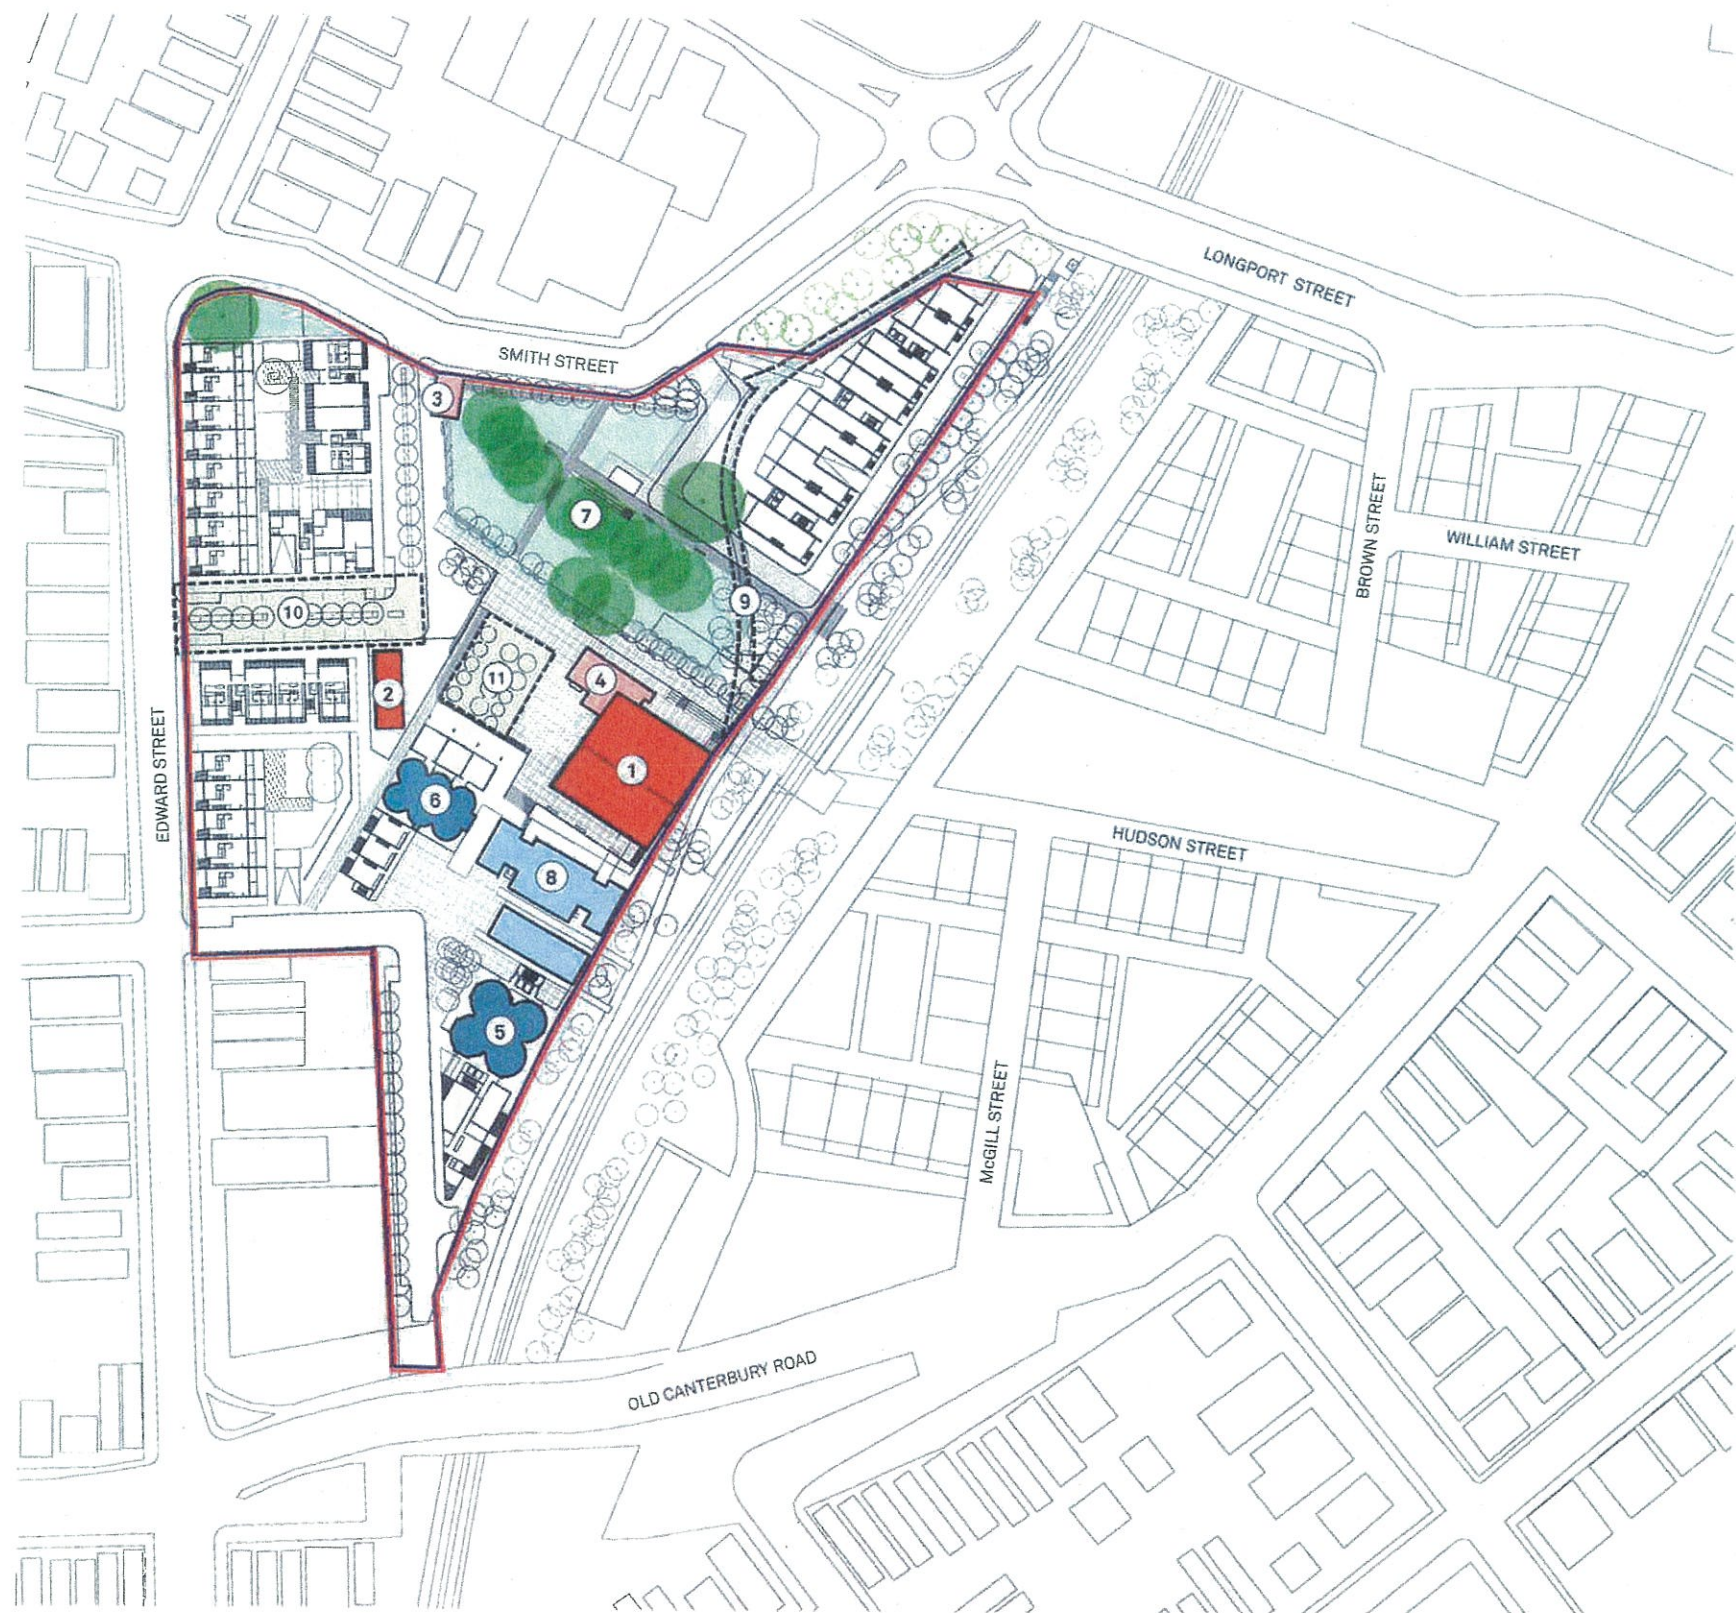 LONGPORT STREET
SMITH STREET
3
BROWN STREET
7
WILLIAM STREET
9
10
11
4
2
EDWARD STREET
1
6
HUDSON STREET
8
5
McGILL STREET
OLD CANTERBURY ROAD